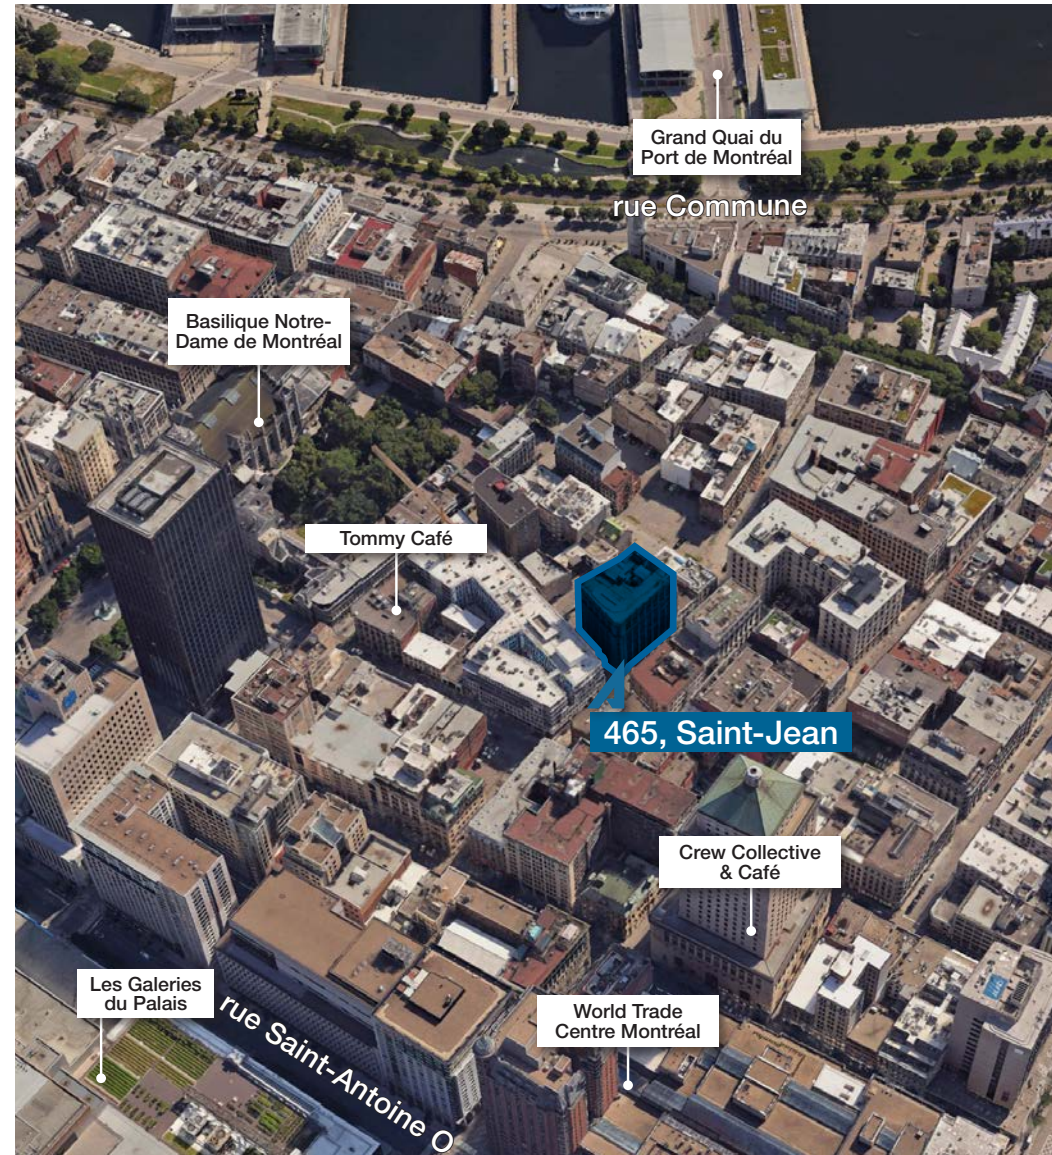 Grand Quai du
Port de Montréal
rue Commune
Basilique Notre-
Dame de Montréal
Tommy Café
465, Saint-Jean
Crew Collective
& Café
Les Galeries
du Palais
rue Saint-Antoine O
World Trade
Centre Montréal